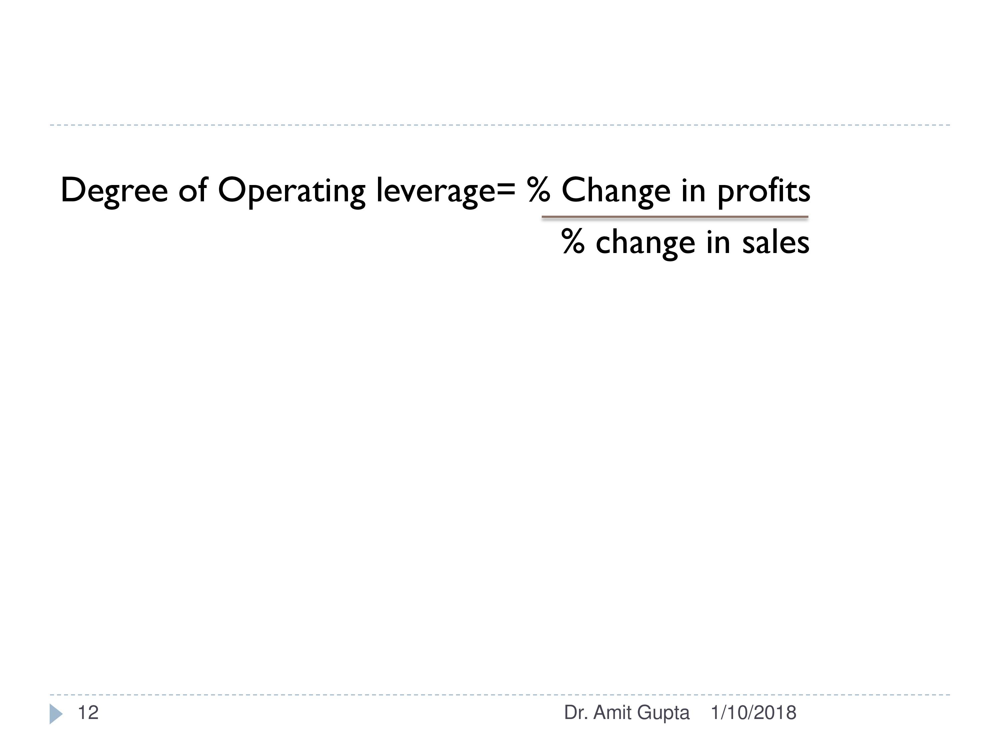 Degree of Operating leverage= % Change in profits
% change in sales
12
Dr. Amit Gupta 1/10/2018